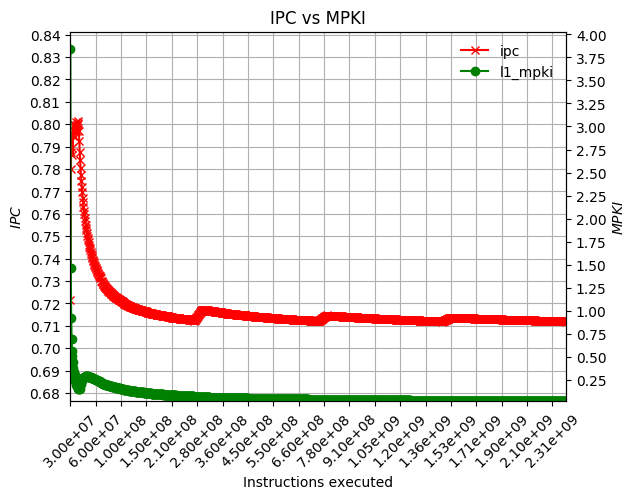 IPC vs MPKI
ipc
l1_mpki
0.84
0.83
0.82
0.81
0.80
0.79
0.78
0.77
0.76
0.75
0.74
0.73
0.72
0.71
0.70
0.69
0.68
IPC
4.00
3.75
3.50
3.25
3.00
2.75
2.50
2.25
2.00
1.75
1.50
1.25
1.00
0.75
0.50
0.25
MPKI
3.00e+07
6.00e+07
1.00e+08
1.50e+08
2.10e+08
2.80e+08
3.60e+08
4.50e+08
5.50e+08
6.60e+08
7.80e+08
9.10e+08
1.05e+09
1.20e+09
1.36e+09
1.53e+09
1.71e+09
1.90e+09
2.10e+09
2.31e+09
Instructions executed